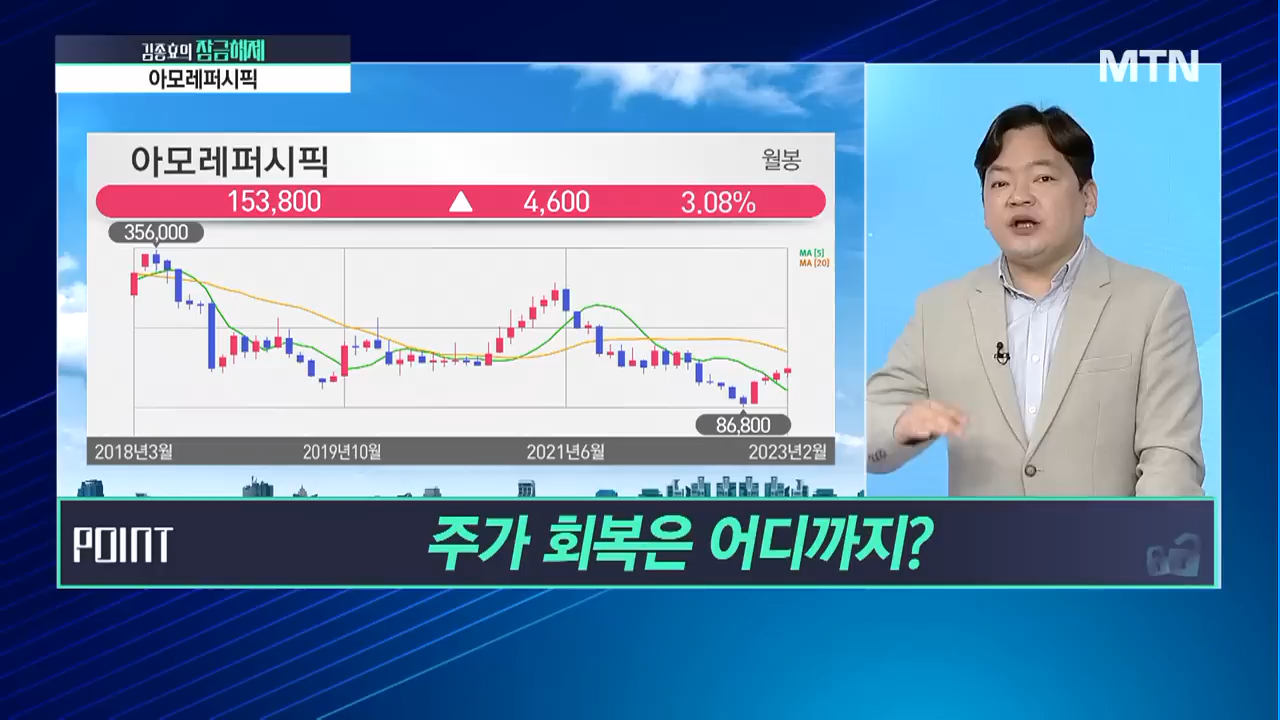 김종효의 잠금해제
아모레퍼시픽
MTN
아모레퍼시픽
월봉
153,800 ▲ 4,600 3.08%
356,000
MA [5]
MA [20]
86,800
2018년3월 2019년10월 2021년6월 2023년2월
POINT
주가 회복은 어디까지?